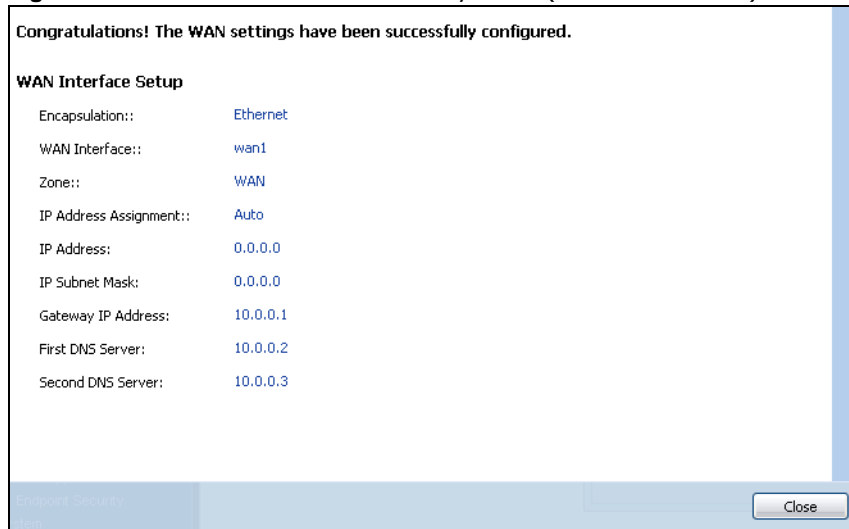 Congratulations! The WAN settings have been successfully configured.
WAN Interface Setup
Encapsulation:: Ethernet
WAN Interface:: wan1
Zone:: WAN
IP Address Assignment:: Auto
IP Address: 0.0.0.0
IP Subnet Mask: 0.0.0.0
Gateway IP Address: 10.0.0.1
First DNS Server: 10.0.0.2
Second DNS Server: 10.0.0.3
Endpoint Security
Close